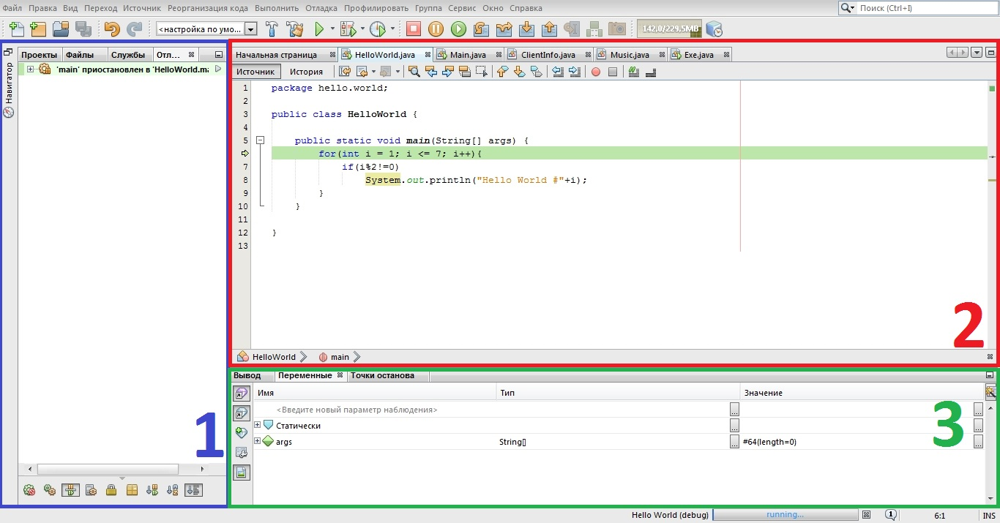 Файл Правка Вид Переход Источник Реорганизация кода Выполнить Отладка Профилировать Группа Сервис Окно Справка
Поиск (Ctrl+I)
<настройка по умо...
142,0/229,5MB
Навигатор
Проекты Файлы Службы Отл...
'main' приостановлен в 'HelloWorld.ma
Начальная страница HelloWorld.java Main.java ClientInfo.java Music.java Exe.java
Источник История
1 package hello.world;
2
3 public class HelloWorld {
4
5 public static void main(String[] args) {
for(int i = 1; i <= 7; i++){
7 if(i%2!=0)
8 System.out.println("Hello World #"+i);
9 }
10 }
11
12 }
13
HelloWorld main
1
2
Вывод Переменные Точки останова
Имя Тип Значение
<Введите новый параметр наблюдения> ... ...
Статически ... ...
args String[] ... #64(length=0) ...
3
Hello World (debug) running... 1 6:1 INS